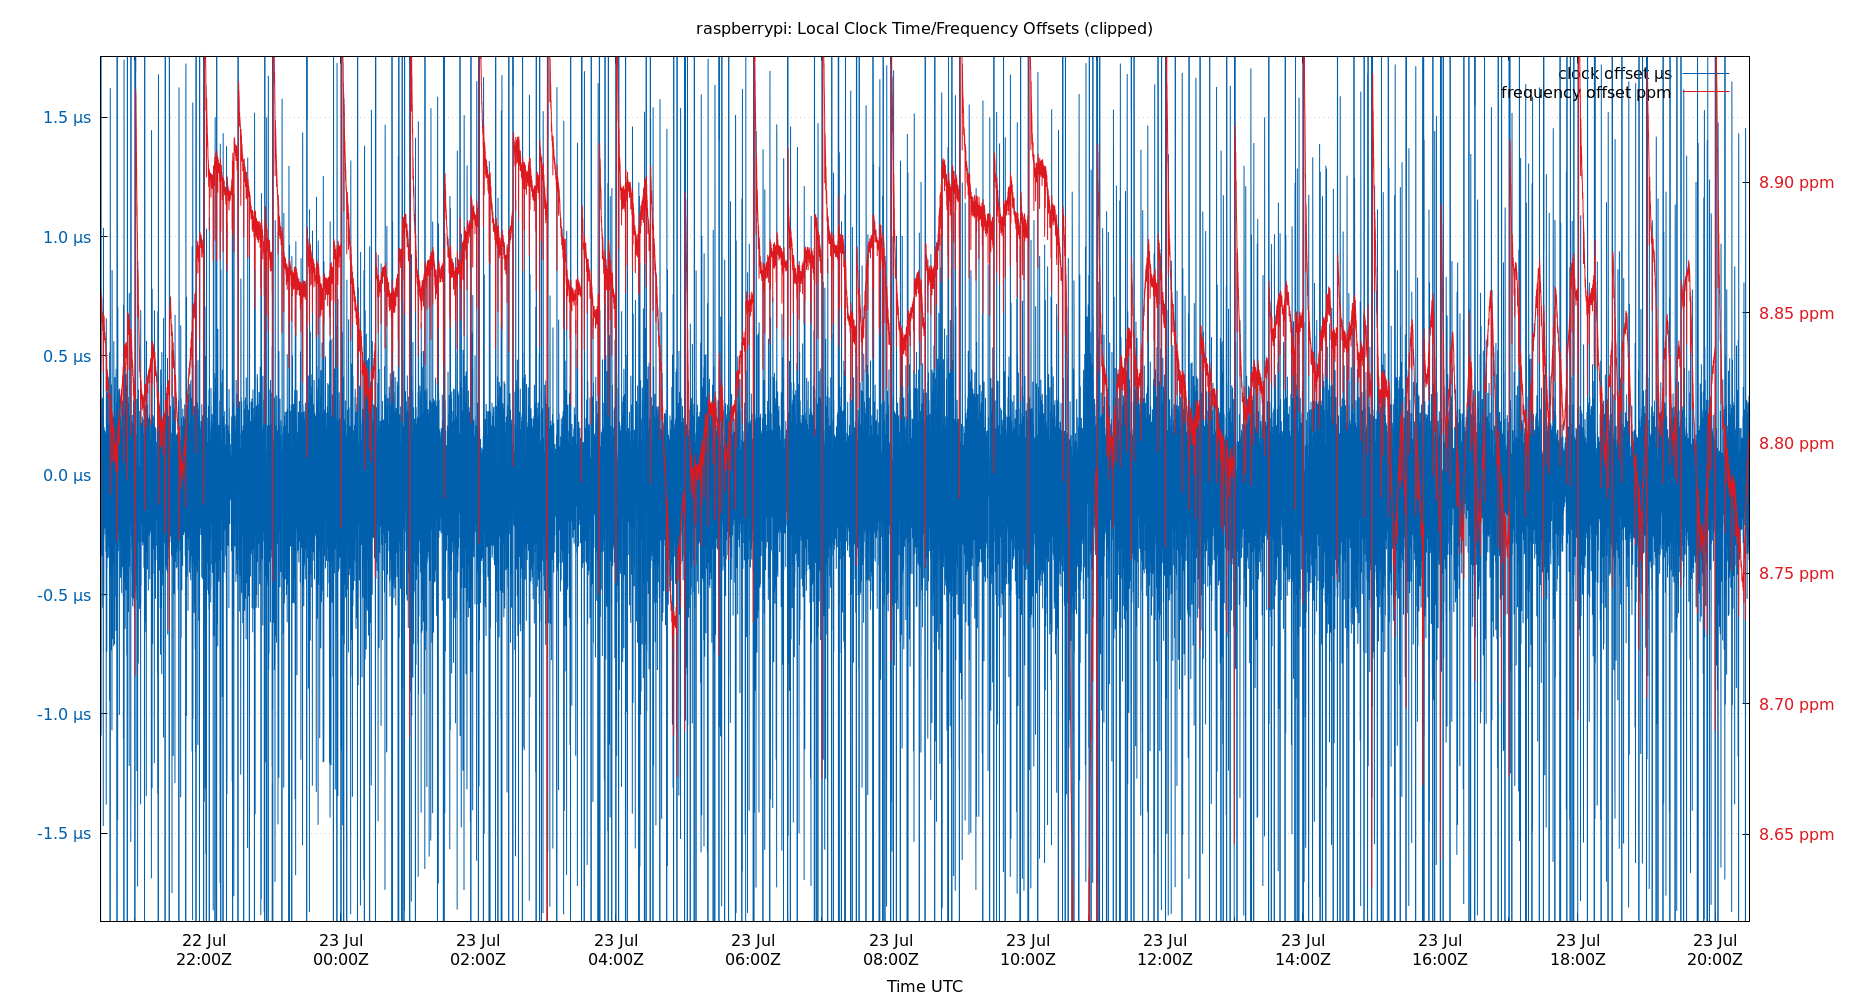 raspberrypi: Local Clock Time/Frequency Offsets (clipped)
clock offset µs
frequency offset ppm
1.5 µs
1.0 µs
0.5 µs
0.0 µs
-0.5 µs
-1.0 µs
-1.5 µs
8.90 ppm
8.85 ppm
8.80 ppm
8.75 ppm
8.70 ppm
8.65 ppm
22 Jul 23 Jul 23 Jul 23 Jul 23 Jul 23 Jul 23 Jul 23 Jul 23 Jul 23 Jul 23 Jul 23 Jul
22:00Z 00:00Z 02:00Z 04:00Z 06:00Z 08:00Z 10:00Z 12:00Z 14:00Z 16:00Z 18:00Z 20:00Z
Time UTC